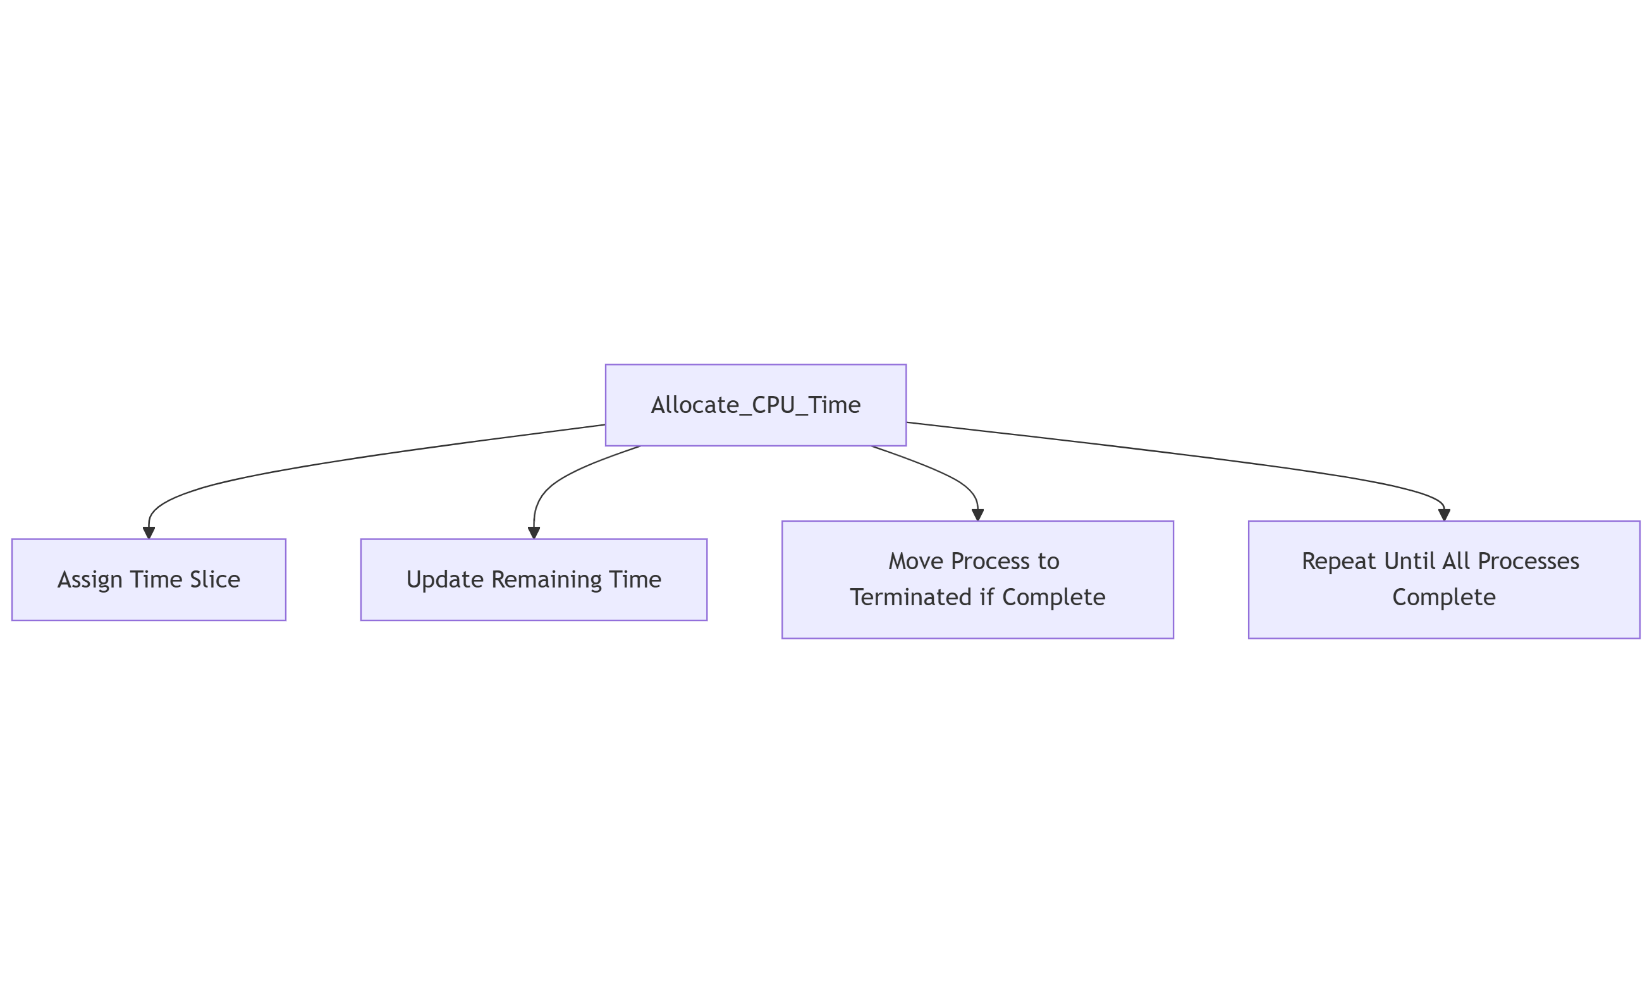 Allocate_CPU_Time
Assign Time Slice
Update Remaining Time
Move Process to
Terminated if Complete
Repeat Until All Processes
Complete